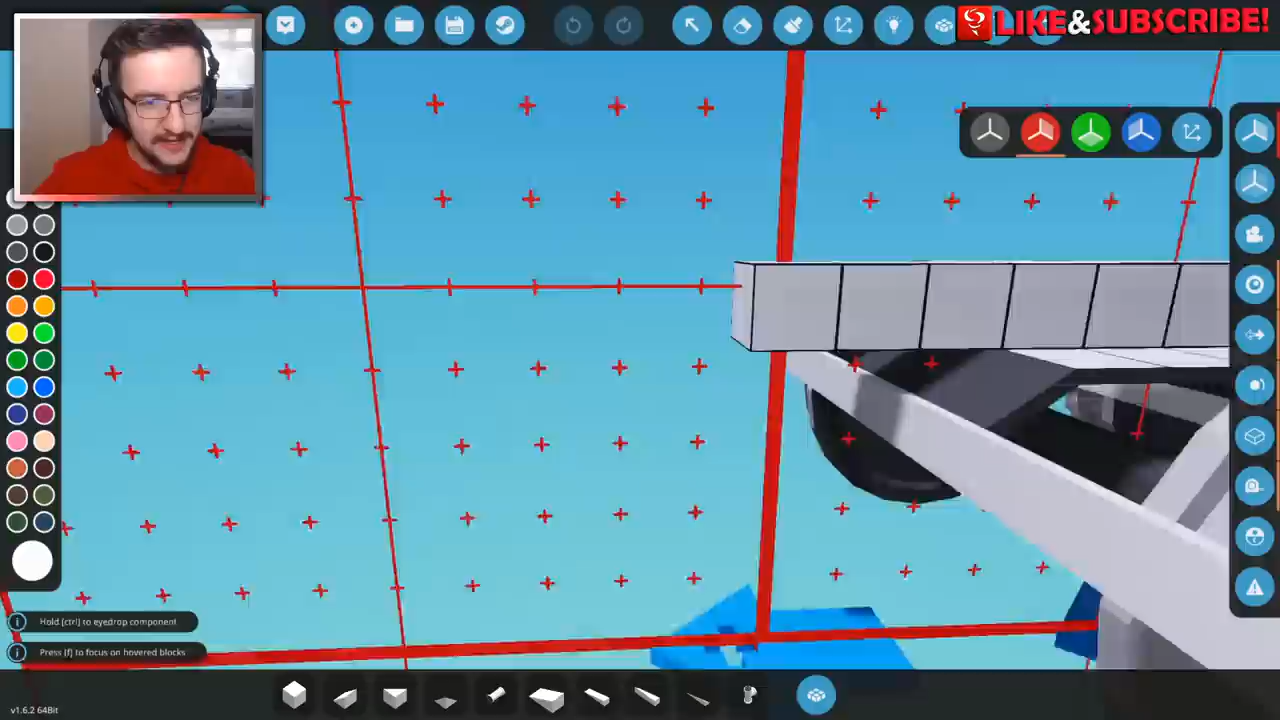 LIKE&SUBSCRIBE!
Hold [ctrl] to eyedrop component
Press [f] to focus on hovered blocks
v1.6.2 64Bit